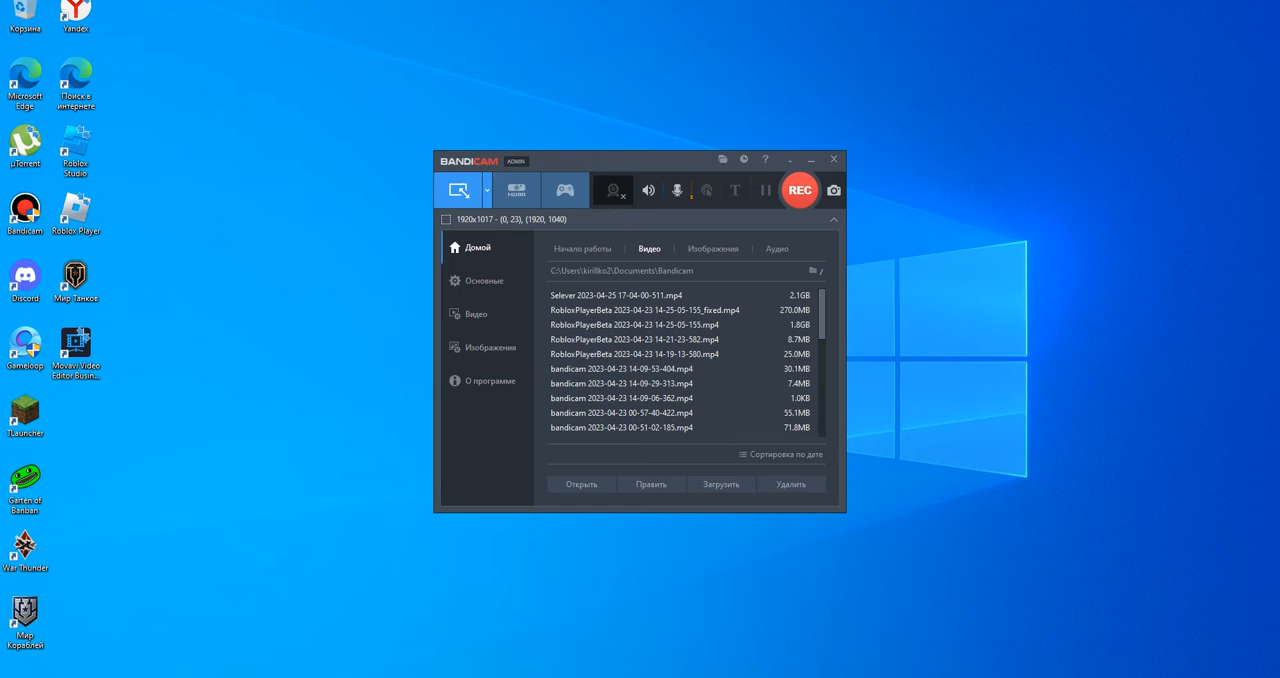 Корзина
Yandex
Microsoft
Edge
Поиск в
интернете
µTorrent
Roblox
Studio
Bandicam
Roblox Player
Discord
Мир Танков
Gameloop
Movavi Video
Editor Busin...
TLauncher
Garten of
Banban
War Thunder
Мир
Кораблей
BANDICAM ADMIN ?
HDMI T REC
1920x1017 - (0, 23), (1920, 1040)
Домой
Основные
Видео
Изображения
О программе
Начало работы | Видео | Изображения | Аудио
C:\Users\kirillko2\Documents\Bandicam /
Selever 2023-04-25 17-04-00-511.mp4 2.1GB
RobloxPlayerBeta 2023-04-23 14-25-05-155_fixed.mp4 270.0MB
RobloxPlayerBeta 2023-04-23 14-25-05-155.mp4 1.8GB
RobloxPlayerBeta 2023-04-23 14-21-23-582.mp4 8.7MB
RobloxPlayerBeta 2023-04-23 14-19-13-580.mp4 25.0MB
bandicam 2023-04-23 14-09-53-404.mp4 30.1MB
bandicam 2023-04-23 14-09-29-313.mp4 7.4MB
bandicam 2023-04-23 14-09-06-362.mp4 1.0KB
bandicam 2023-04-23 00-57-40-422.mp4 55.1MB
bandicam 2023-04-23 00-51-02-185.mp4 71.8MB
Сортировка по дате
Открыть Править Загрузить Удалить